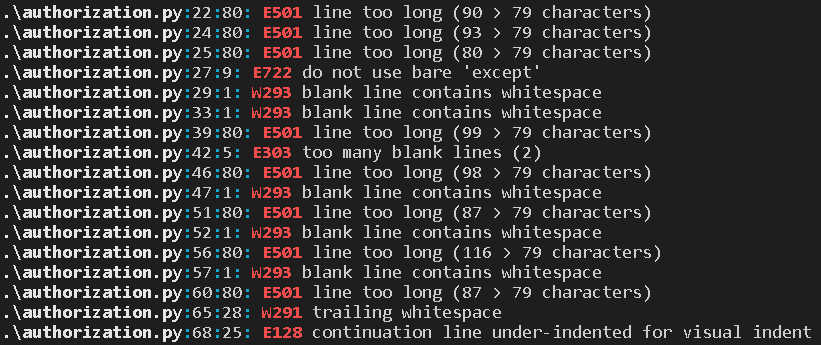 .\authorization.py:22:80: E501 line too long (90 > 79 characters)
.\authorization.py:24:80: E501 line too long (93 > 79 characters)
.\authorization.py:25:80: E501 line too long (80 > 79 characters)
.\authorization.py:27:9: E722 do not use bare 'except'
.\authorization.py:29:1: W293 blank line contains whitespace
.\authorization.py:33:1: W293 blank line contains whitespace
.\authorization.py:39:80: E501 line too long (99 > 79 characters)
.\authorization.py:42:5: E303 too many blank lines (2)
.\authorization.py:46:80: E501 line too long (98 > 79 characters)
.\authorization.py:47:1: W293 blank line contains whitespace
.\authorization.py:51:80: E501 line too long (87 > 79 characters)
.\authorization.py:52:1: W293 blank line contains whitespace
.\authorization.py:56:80: E501 line too long (116 > 79 characters)
.\authorization.py:57:1: W293 blank line contains whitespace
.\authorization.py:60:80: E501 line too long (87 > 79 characters)
.\authorization.py:65:28: W291 trailing whitespace
.\authorization.py:68:25: E128 continuation line under-indented for visual indent